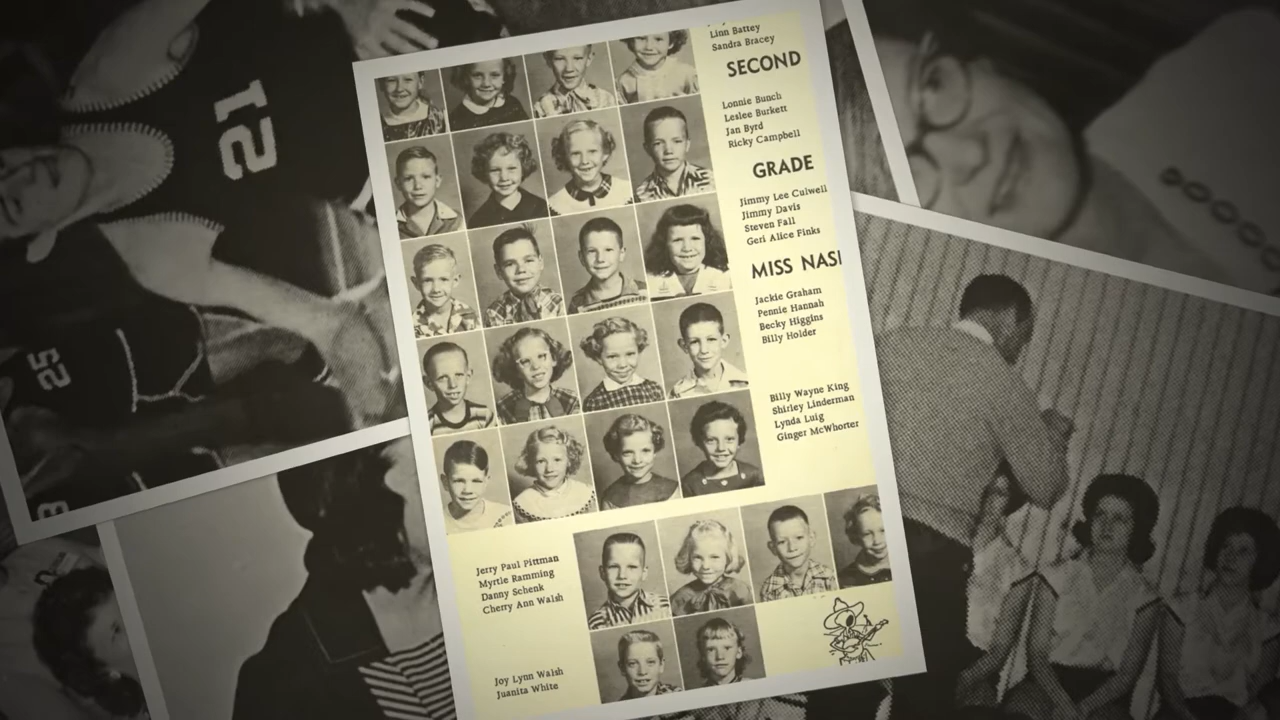 Linn Battey
Sandra Bracey
SECOND
Lonnie Bunch
Leslee Burkett
Jan Byrd
Ricky Campbell
GRADE
Jimmy Lee Culwell
Jimmy Davis
Steven Fall
Geri Alice Finks
MISS NASH
Jackie Graham
Pennie Hannah
Becky Higgins
Billy Holder
Billy Wayne King
Shirley Linderman
Lynda Luig
Ginger McWhorter
Jerry Paul Pittman
Myrtle Ramming
Danny Schenk
Cherry Ann Walsh
Joy Lynn Walsh
Juanita White
12
25